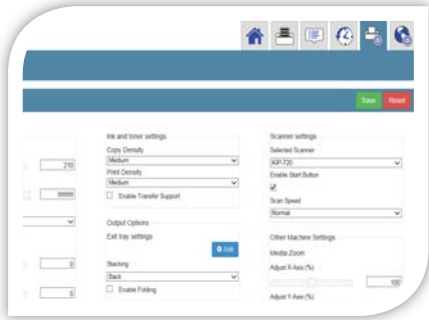 Save Reset
210
99999
0
0
Ink and toner settings
Copy Density
Medium
Print Density
Medium
Enable Transfer Support
Output Options
Exit tray settings
Edit
Stacking
Back
Enable Folding
Scanner settings
Selected Scanner
KIP-720
Enable Start Button
Scan Speed
Normal
Other Machine Settings
Media Zoom
Adjust X-Axis (%)
100
Adjust Y-Axis (%)